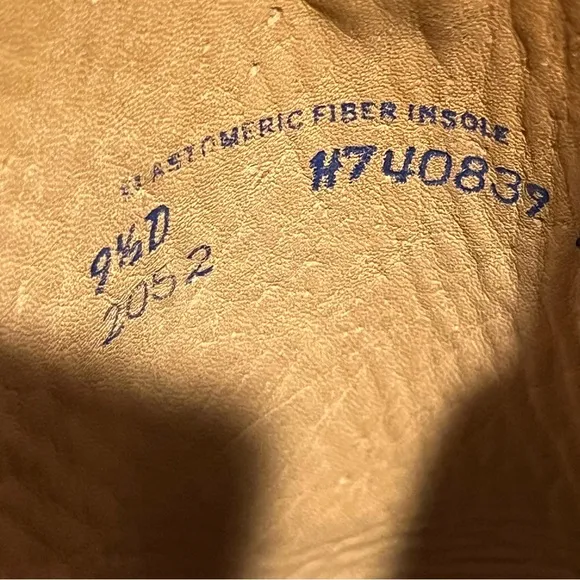 ELASTOMERIC FIBER INSOLE
H740839
9½D
2052